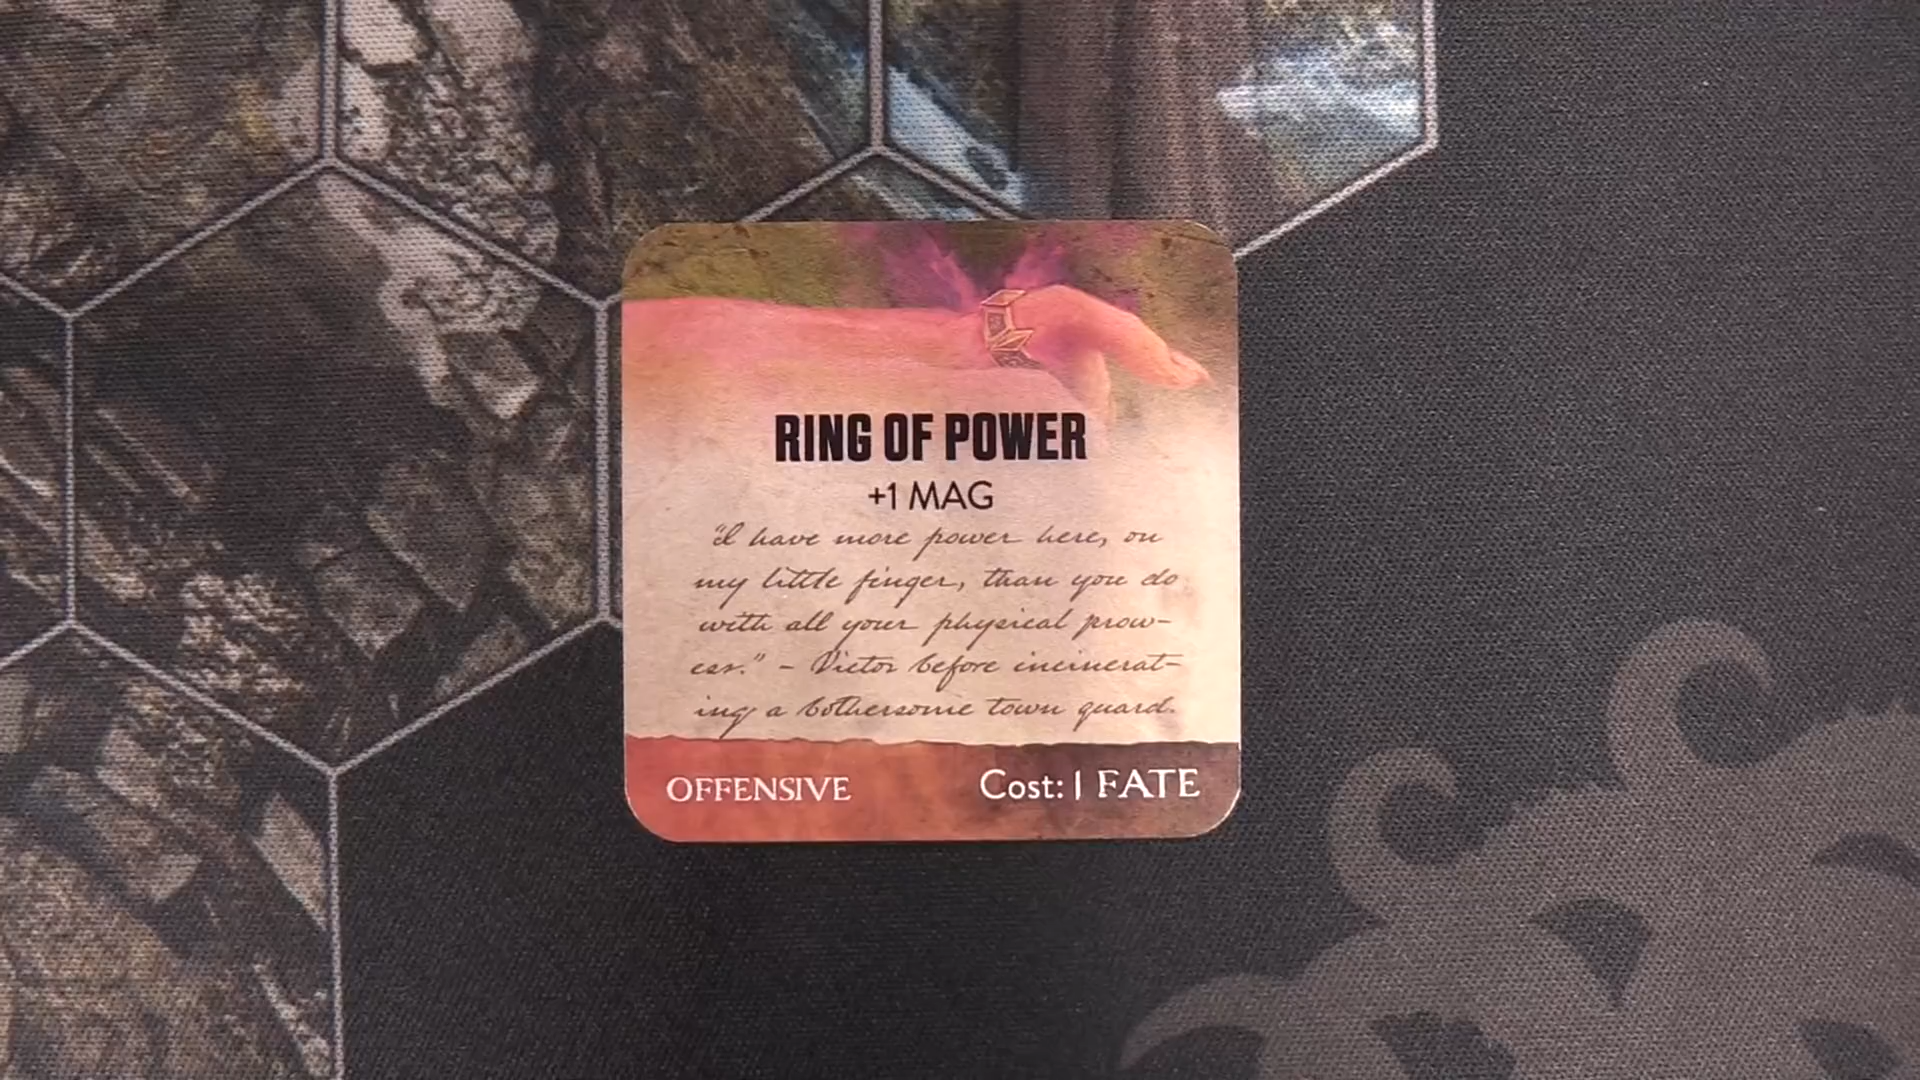 RING OF POWER
+1 MAG
"I have more power here, on
my little finger, than you do
with all your physical prow-
ess." - Victor before incinerat-
ing a bothersome town guard.
OFFENSIVE
Cost: 1 FATE